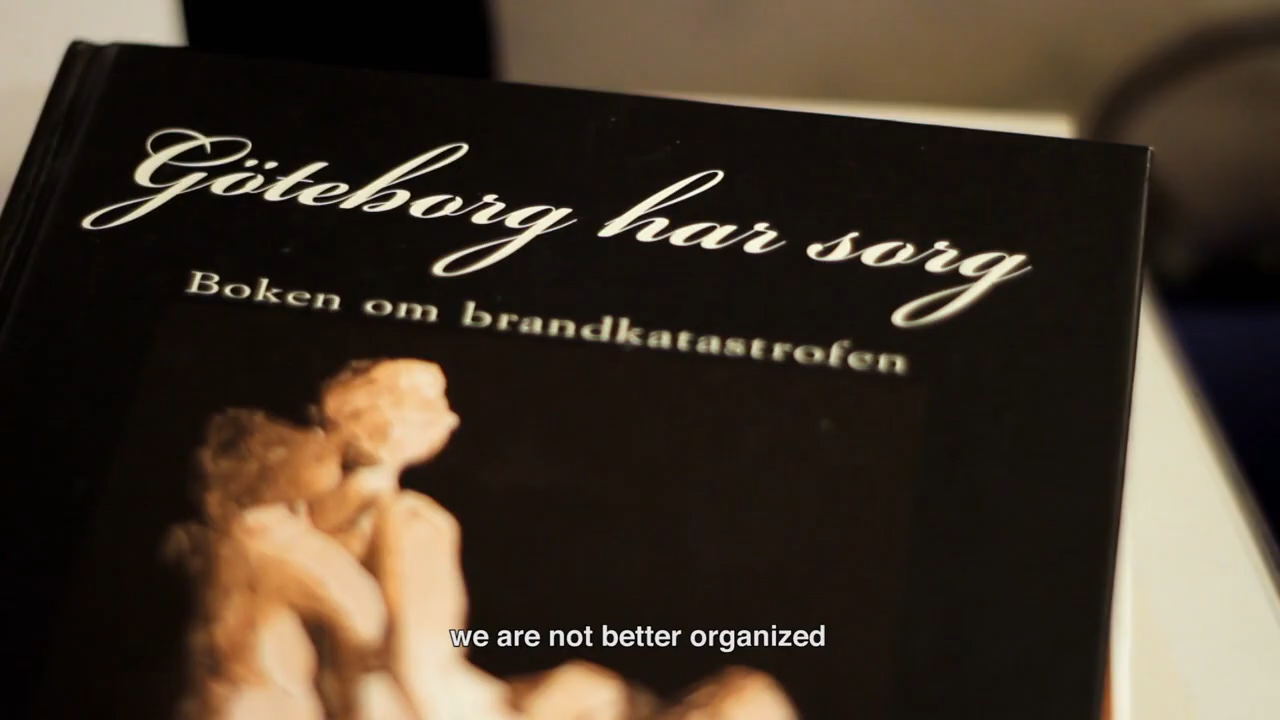 Göteborg har sorg
Boken om brandkatastrofen
we are not better organized